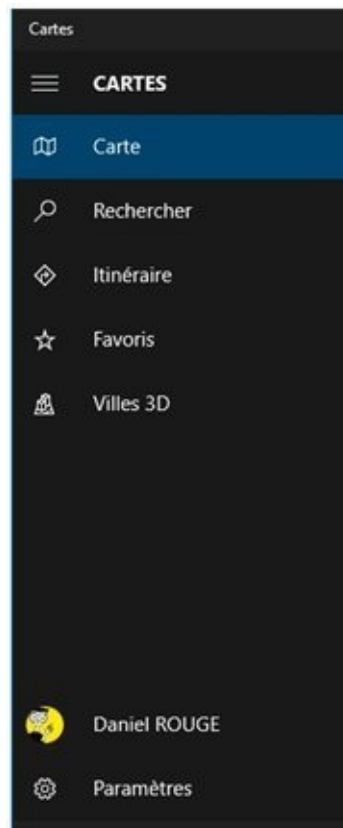 Cartes
CARTES
Carte
Rechercher
Itinéraire
Favoris
Villes 3D
Daniel ROUGE
Paramètres